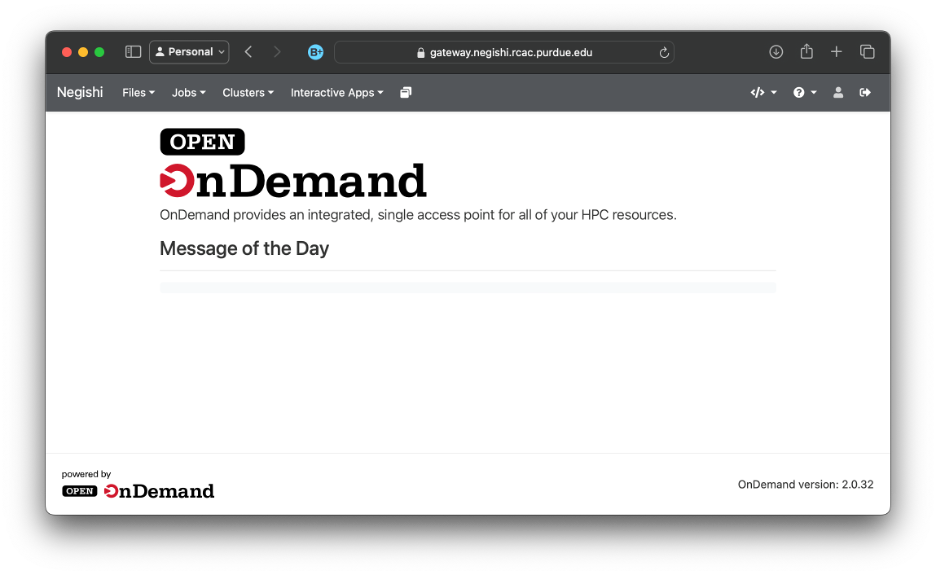 Personal
B+
gateway.negishi.rcac.purdue.edu
Negishi Files Jobs Clusters Interactive Apps </> ?
OPEN
OnDemand
OnDemand provides an integrated, single access point for all of your HPC resources.
Message of the Day
powered by
OPEN OnDemand
OnDemand version: 2.0.32